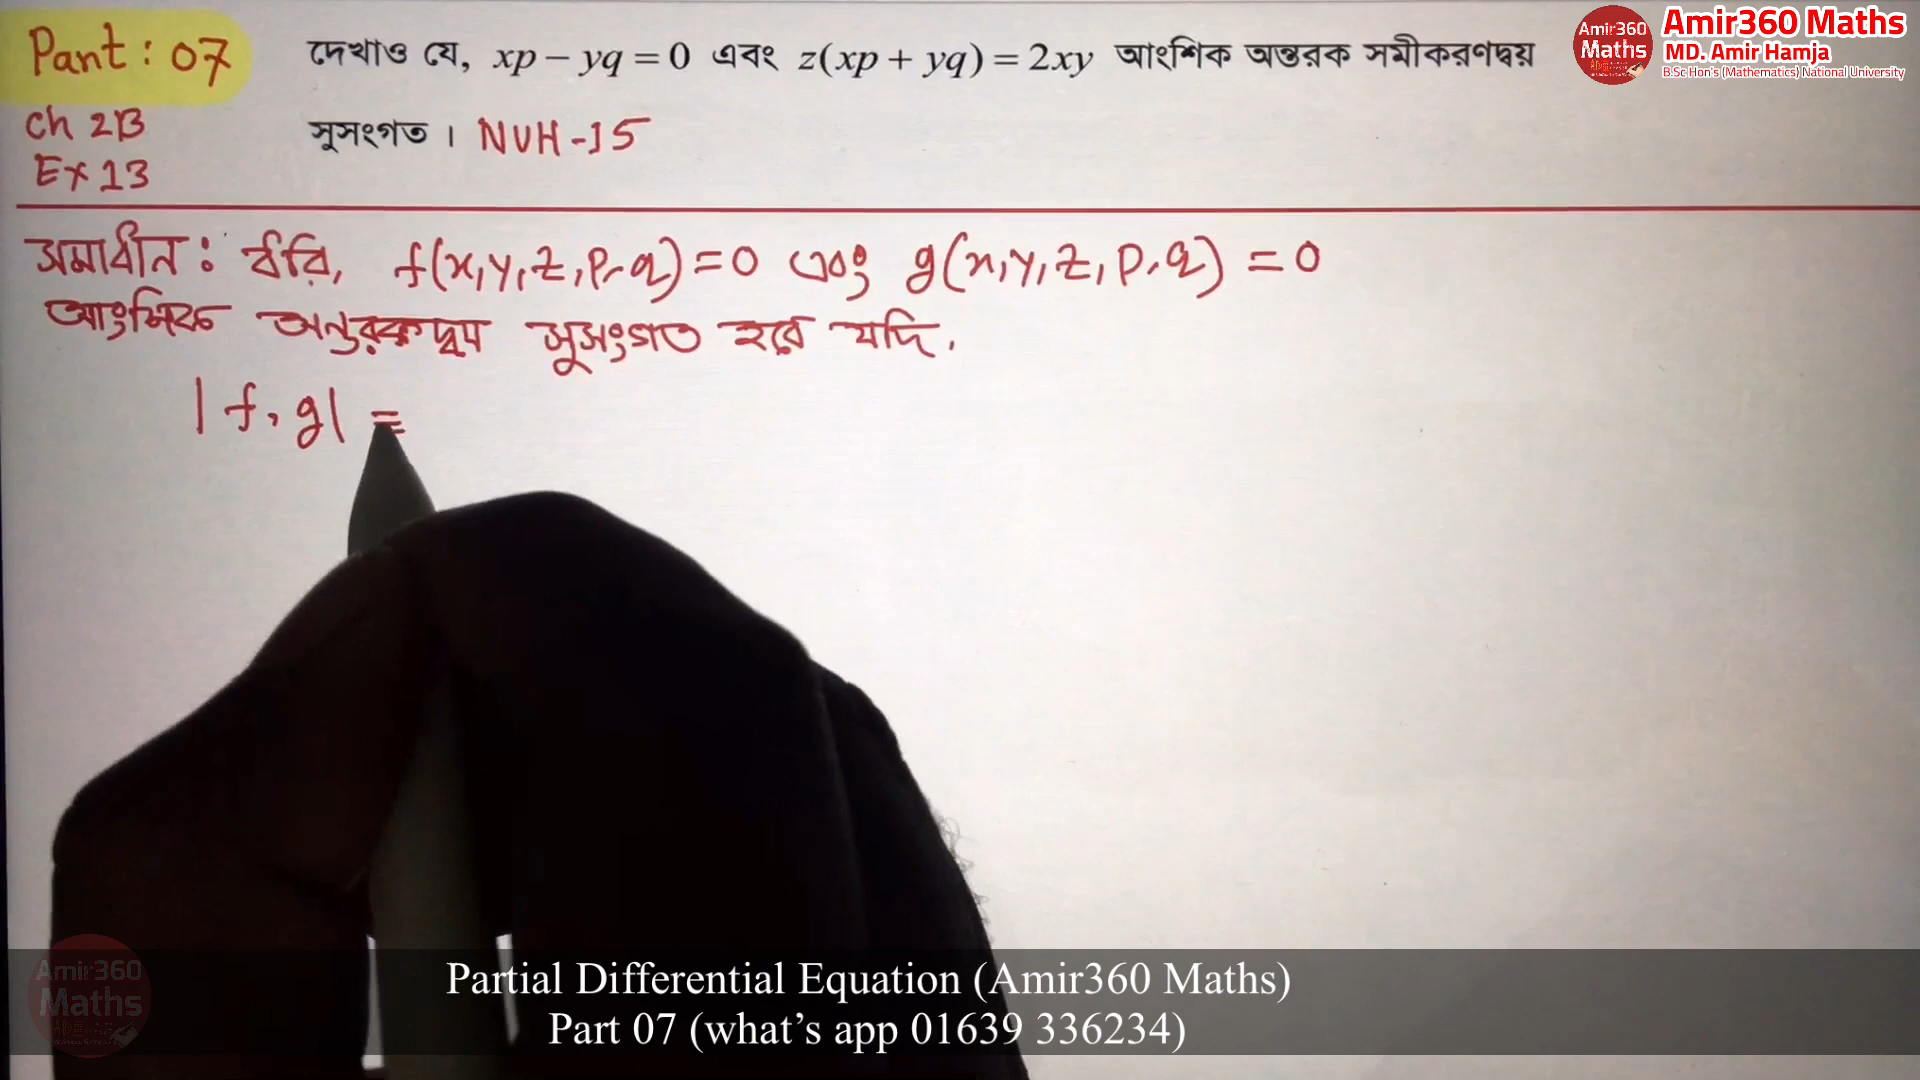 Part : 07
Ch 2B
Ex 13
দেখাও যে, xp − yq = 0 এবং z(xp + yq) = 2xy আংশিক অন্তরক সমীকরণদ্বয়
সুসংগত। NUH-15
Amir360 Maths
Amir360 Maths
MD. Amir Hamja
B.Sc Hon's (Mathematics) National University
সমাধান: ধরি, f(x,y,z,p,q)=0 এবং g(x,y,z,p,q) = 0
আংশিক অন্তরকদ্বয় সুসংগত হবে যদি,
|f, g| =
Amir360 Maths
Partial Differential Equation (Amir360 Maths)
Part 07 (what's app 01639 336234)